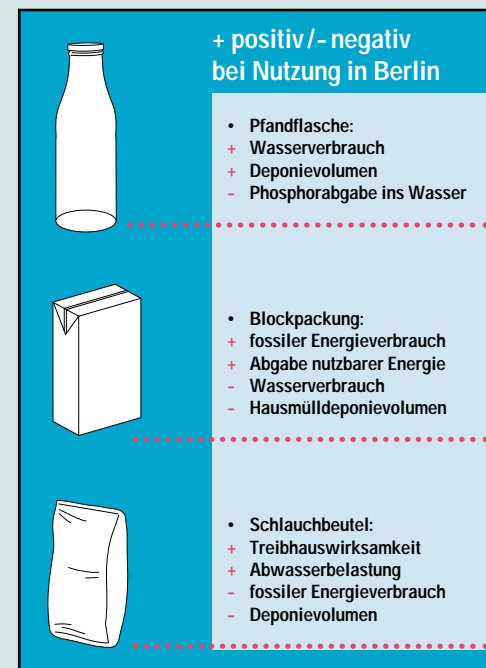 + positiv/- negativ
bei Nutzung in Berlin
• Pfandflasche:
+ Wasserverbrauch
+ Deponievolumen
- Phosphorabgabe ins Wasser
• Blockpackung:
+ fossiler Energieverbrauch
+ Abgabe nutzbarer Energie
- Wasserverbrauch
- Hausmülldeponievolumen
• Schlauchbeutel:
+ Treibhauswirksamkeit
+ Abwasserbelastung
- fossiler Energieverbrauch
- Deponievolumen